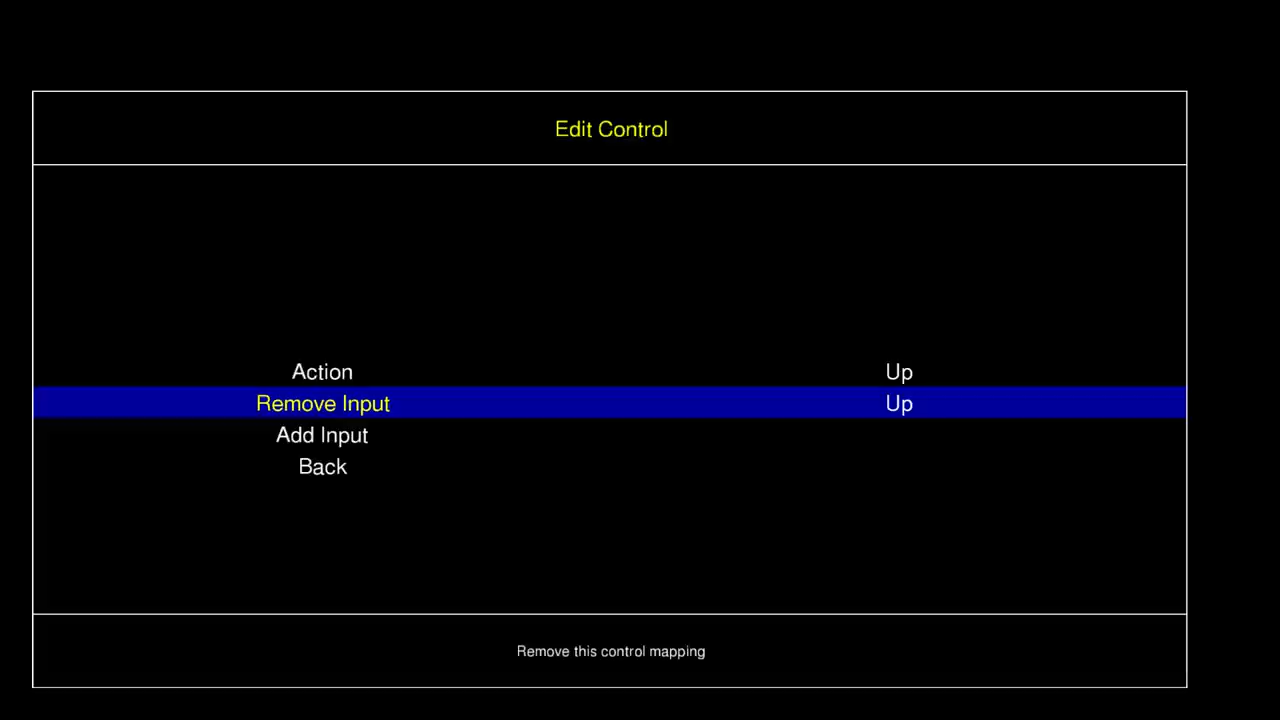 Edit Control
Action Up
Remove Input Up
Add Input
Back
Remove this control mapping